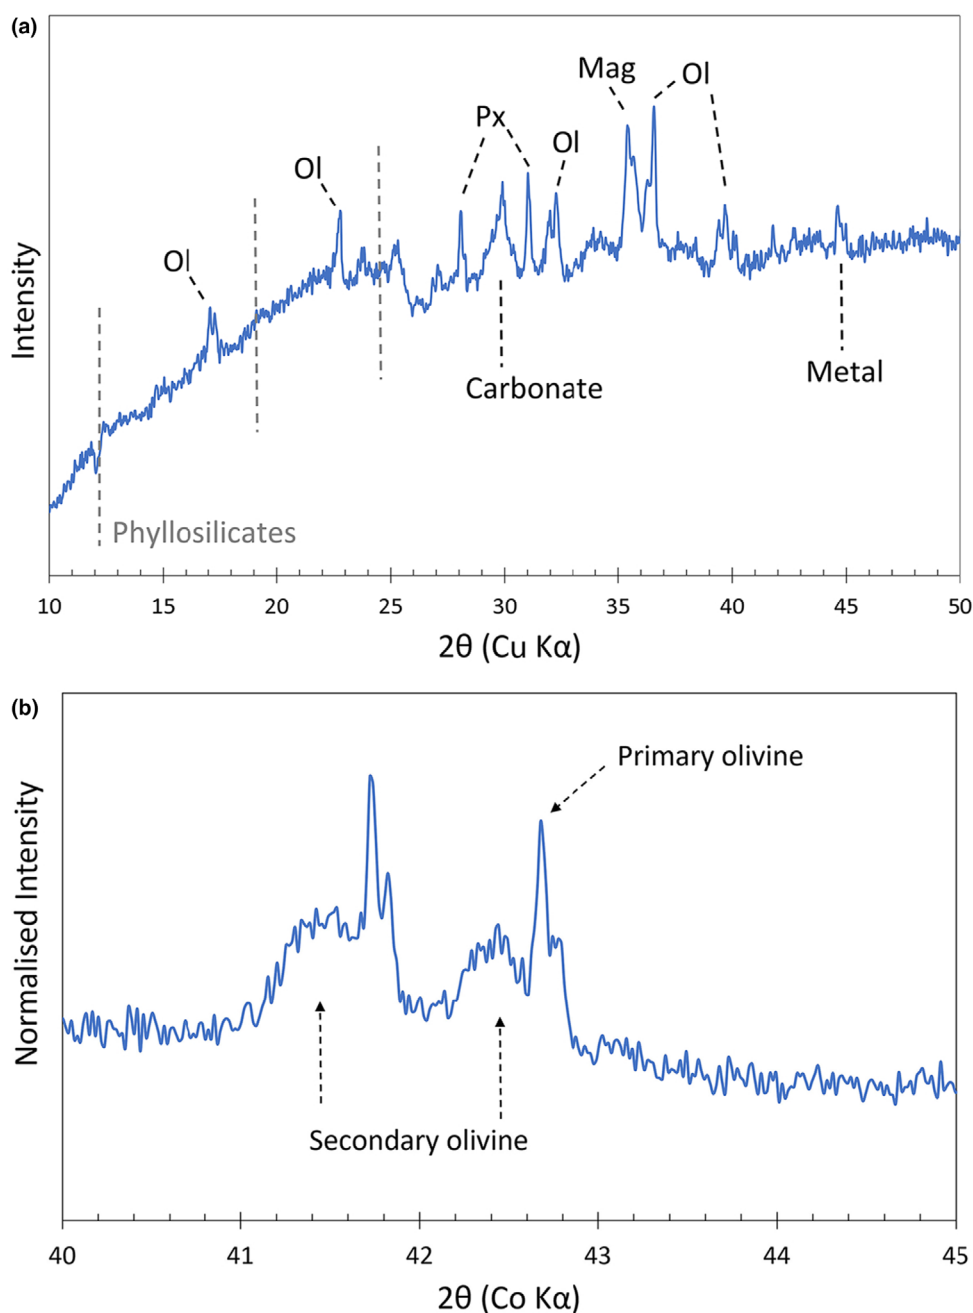 (a)
Mag
Ol
Px
Ol
Ol
Ol
Intensity
Carbonate
Metal
Phyllosilicates
10 15 20 25 30 35 40 45 50
2θ (Cu Kα)
(b)
Primary olivine
Normalised Intensity
Secondary olivine
40 41 42 43 44 45
2θ (Co Kα)